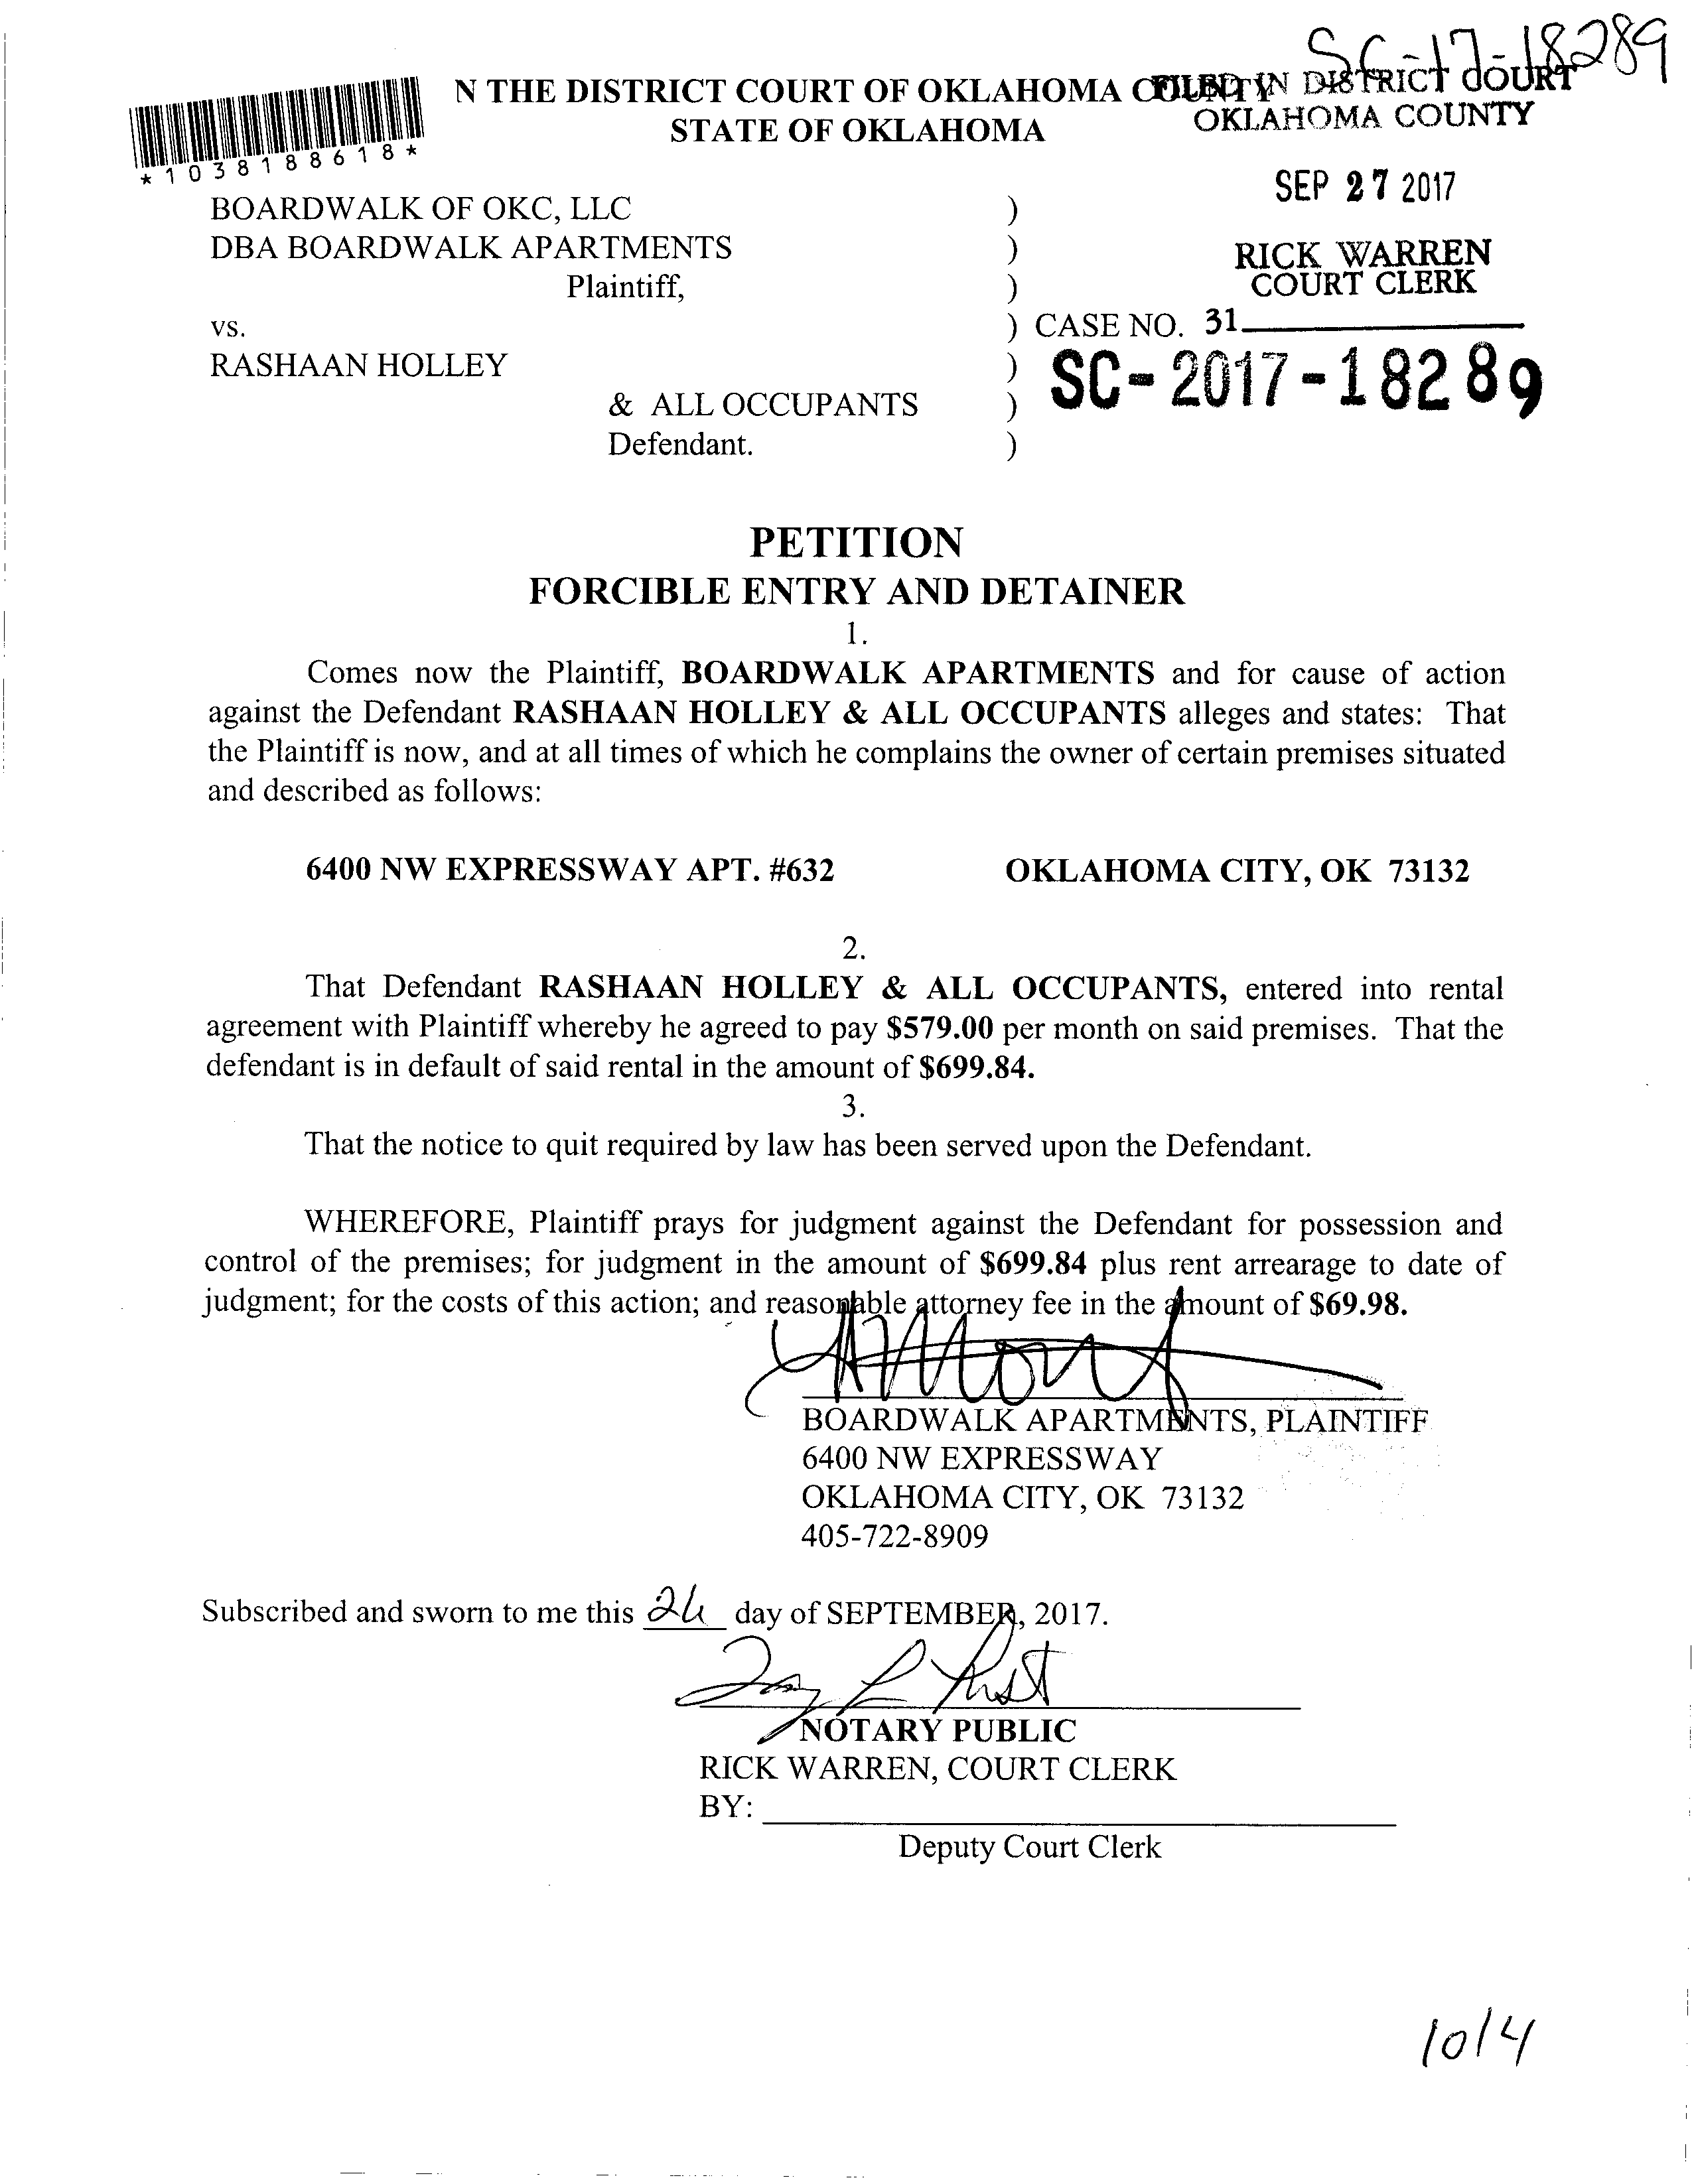 SC-17-18289
N THE DISTRICT COURT OF OKLAHOMA COUNTY
STATE OF OKLAHOMA
FILED IN DISTRICT COURT
OKLAHOMA COUNTY
*1038188618*
SEP 27 2017
RICK WARREN
COURT CLERK
31
BOARDWALK OF OKC, LLC )
DBA BOARDWALK APARTMENTS )
Plaintiff, )
vs. ) CASE NO.
RASHAAN HOLLEY ) SC-2017-18289
& ALL OCCUPANTS )
Defendant. )
PETITION
FORCIBLE ENTRY AND DETAINER
1.
Comes now the Plaintiff, BOARDWALK APARTMENTS and for cause of action
against the Defendant RASHAAN HOLLEY & ALL OCCUPANTS alleges and states: That
the Plaintiff is now, and at all times of which he complains the owner of certain premises situated
and described as follows:
6400 NW EXPRESSWAY APT. #632 OKLAHOMA CITY, OK 73132
2.
That Defendant RASHAAN HOLLEY & ALL OCCUPANTS, entered into rental
agreement with Plaintiff whereby he agreed to pay $579.00 per month on said premises. That the
defendant is in default of said rental in the amount of $699.84.
3.
That the notice to quit required by law has been served upon the Defendant.
WHEREFORE, Plaintiff prays for judgment against the Defendant for possession and
control of the premises; for judgment in the amount of $699.84 plus rent arrearage to date of
judgment; for the costs of this action; and reasonable attorney fee in the amount of $69.98.
BOARDWALK APARTMENTS, PLAINTIFF
6400 NW EXPRESSWAY
OKLAHOMA CITY, OK 73132
405-722-8909
Subscribed and sworn to me this 26 day of SEPTEMBER, 2017.
NOTARY PUBLIC
RICK WARREN, COURT CLERK
BY:
Deputy Court Clerk
10/4